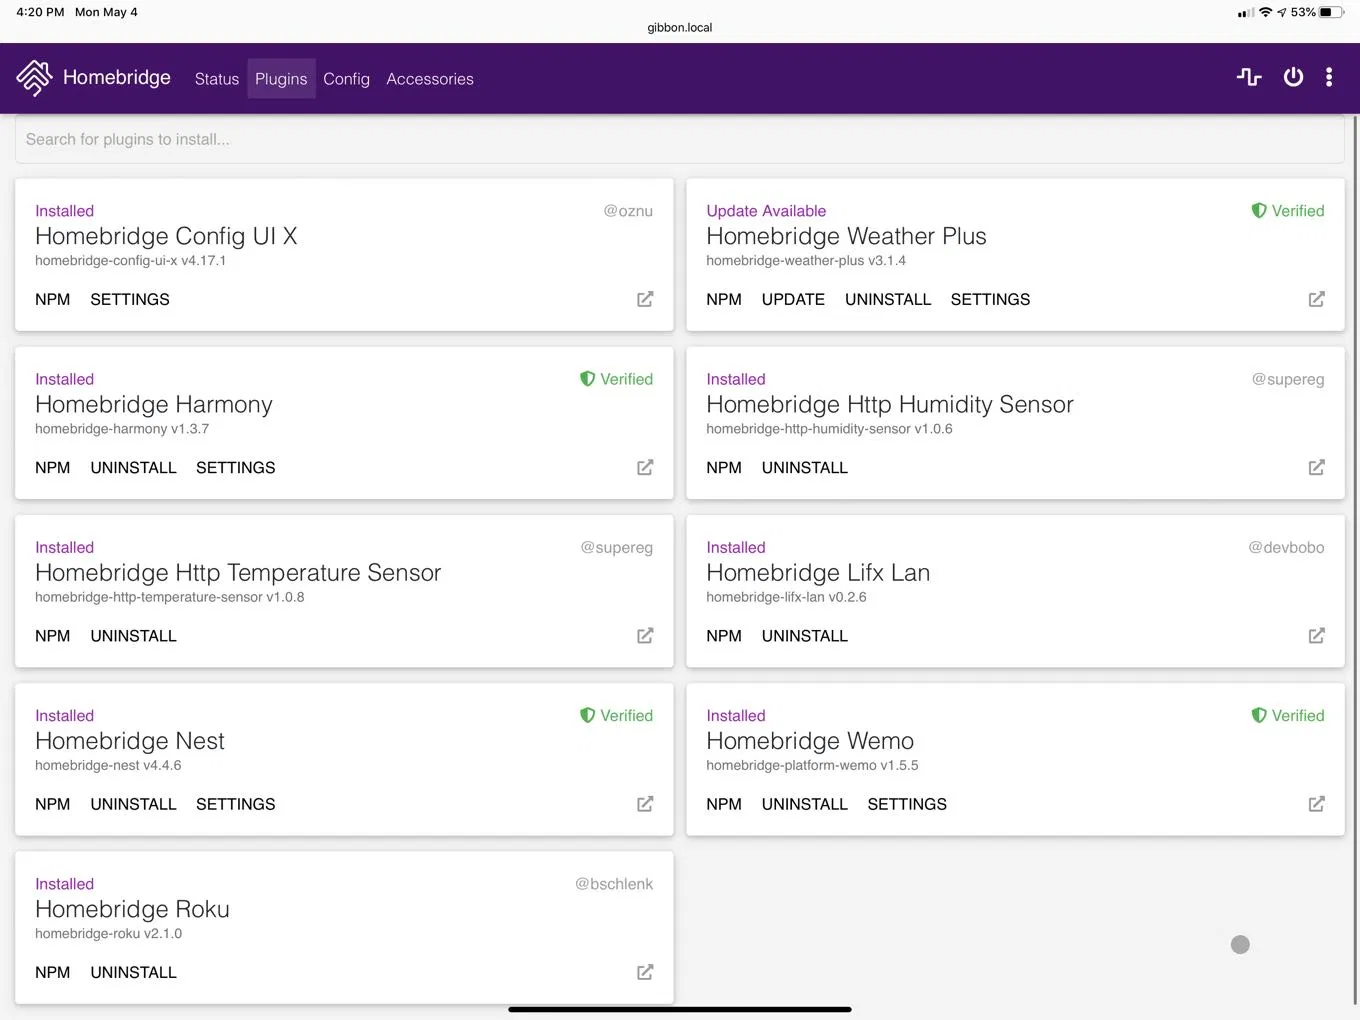 4:20 PM Mon May 4
53%
gibbon.local
Homebridge Status Plugins Config Accessories
Search for plugins to install...
Installed @oznu
Homebridge Config UI X
homebridge-config-ui-x v4.17.1
NPM SETTINGS
Update Available Verified
Homebridge Weather Plus
homebridge-weather-plus v3.1.4
NPM UPDATE UNINSTALL SETTINGS
Installed Verified
Homebridge Harmony
homebridge-harmony v1.3.7
NPM UNINSTALL SETTINGS
Installed @supereg
Homebridge Http Humidity Sensor
homebridge-http-humidity-sensor v1.0.6
NPM UNINSTALL
Installed @supereg
Homebridge Http Temperature Sensor
homebridge-http-temperature-sensor v1.0.8
NPM UNINSTALL
Installed @devbobo
Homebridge Lifx Lan
homebridge-lifx-lan v0.2.6
NPM UNINSTALL
Installed Verified
Homebridge Nest
homebridge-nest v4.4.6
NPM UNINSTALL SETTINGS
Installed Verified
Homebridge Wemo
homebridge-platform-wemo v1.5.5
NPM UNINSTALL SETTINGS
Installed @bschlenk
Homebridge Roku
homebridge-roku v2.1.0
NPM UNINSTALL